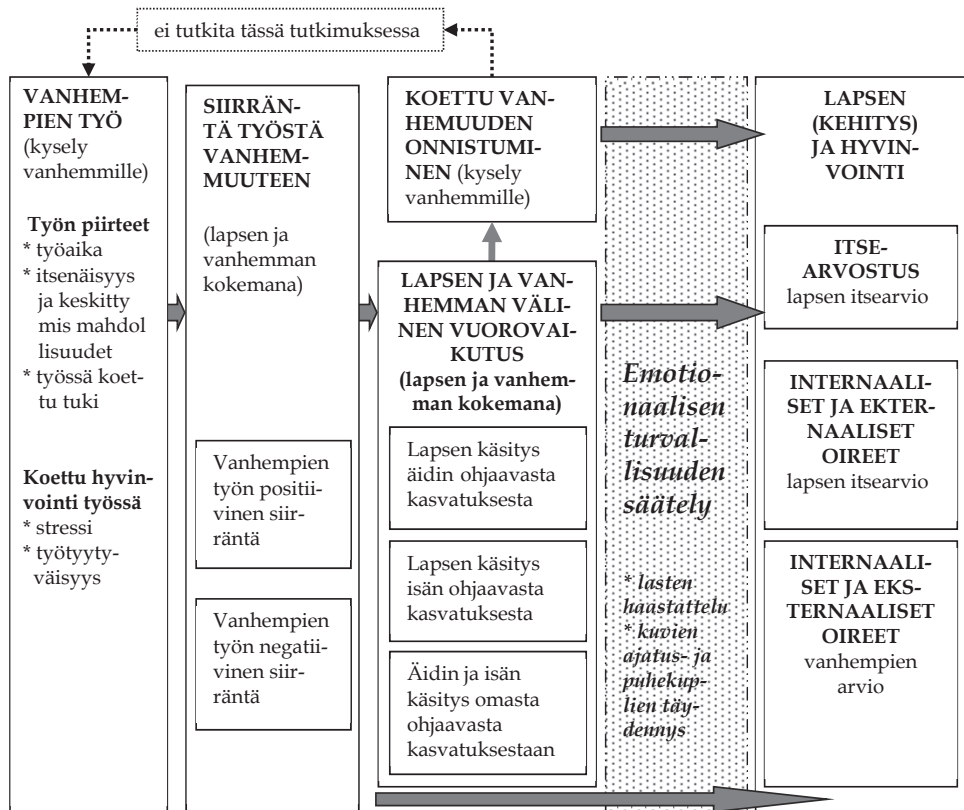 ei tutkita tässä tutkimuksessa
VANHEM-
PIEN TYÖ
(kysely
vanhemmille)
Työn piirteet
* työaika
* itsenäisyys
ja keskitty
mis mahdol
lisuudet
* työssä koet-
tu tuki
Koettu hyvin-
vointi työssä
* stressi
* työtyyty-
väisyys
SIIRRÄN-
TÄ TYÖSTÄ
VANHEM-
MUUTEEN
(lapsen ja
vanhemman
kokemana)
Vanhempien
työn positii-
vinen siir-
räntä
Vanhempien
työn negatii-
vinen siir-
räntä
KOETTU VAN-
HEMUUDEN
ONNISTUMI-
NEN (kysely
vanhemmille)
LAPSEN JA VAN-
HEMMAN VÄLI-
NEN VUOROVAI-
KUTUS
(lapsen ja vanhem-
man kokemana)
Lapsen käsitys
äidin ohjaavasta
kasvatuksesta
Lapsen käsitys
isän ohjaavasta
kasvatuksesta
Äidin ja isän
käsitys omasta
ohjaavasta
kasvatuksestaan
Emotio-
naalisen
turval-
lisuuden
säätely
* lasten
haastattelu
* kuvien
ajatus- ja
puhekup-
lien täy-
dennys
LAPSEN
(KEHITYS)
JA HYVIN-
VOINTI
ITSE-
ARVOSTUS
lapsen itsearvio
INTERNAALI-
SET JA EKTER-
NAALISET
OIREET
lapsen itsearvio
INTERNAALI-
SET JA EKS-
TERNAALISET
OIREET
vanhempien
arvio